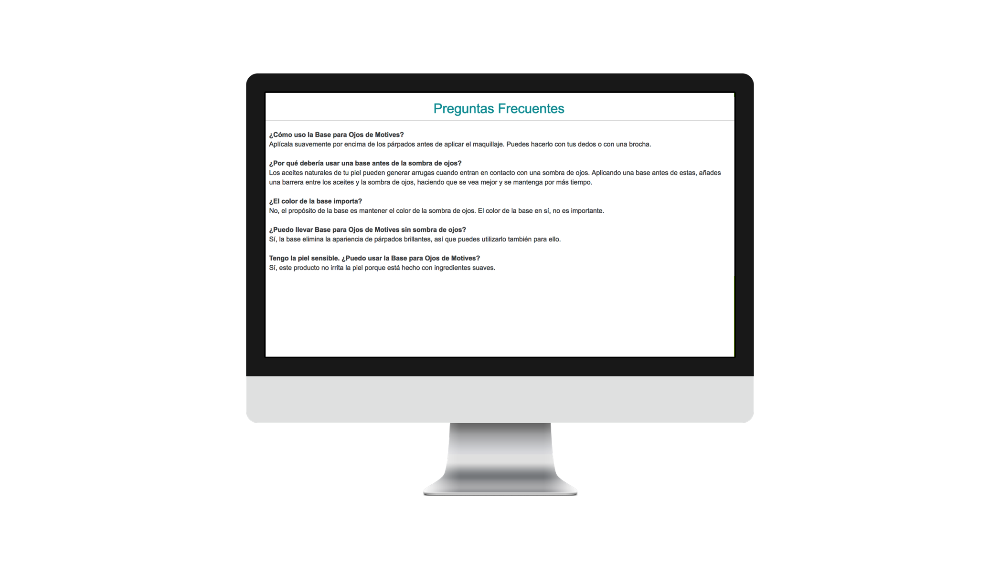 Preguntas Frecuentes
¿Cómo uso la Base para Ojos de Motives?
Aplícala suavemente por encima de los párpados antes de aplicar el maquillaje. Puedes hacerlo con tus dedos o con una brocha.
¿Por qué debería usar una base antes de la sombra de ojos?
Los aceites naturales de tu piel pueden generar arrugas cuando entran en contacto con una sombra de ojos. Aplicando una base antes de estas, añades
una barrera entre los aceites y la sombra de ojos, haciendo que se vea mejor y se mantenga por más tiempo.
¿El color de la base importa?
No, el propósito de la base es mantener el color de la sombra de ojos. El color de la base en sí, no es importante.
¿Puedo llevar Base para Ojos de Motives sin sombra de ojos?
Sí, la base elimina la apariencia de párpados brillantes, así que puedes utilizarlo también para ello.
Tengo la piel sensible. ¿Puedo usar la Base para Ojos de Motives?
Sí, este producto no irrita la piel porque está hecho con ingredientes suaves.